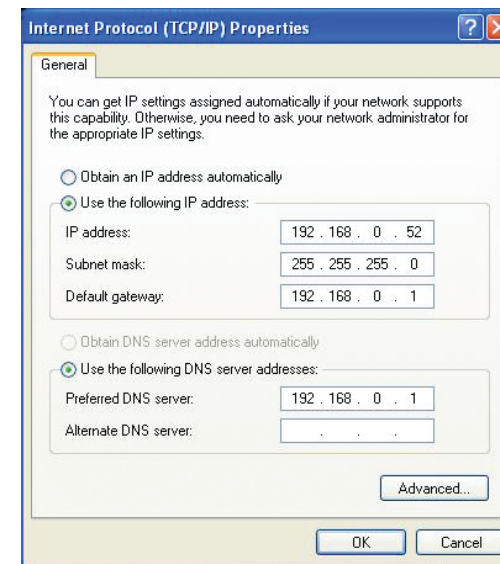 Internet Protocol (TCP/IP) Properties
General
You can get IP settings assigned automatically if your network supports
this capability. Otherwise, you need to ask your network administrator for
the appropriate IP settings.
Obtain an IP address automatically
Use the following IP address:
IP address: 192 . 168 . 0 . 52
Subnet mask: 255 . 255 . 255 . 0
Default gateway: 192 . 168 . 0 . 1
Obtain DNS server address automatically
Use the following DNS server addresses:
Preferred DNS server: 192 . 168 . 0 . 1
Alternate DNS server: . . .
Advanced...
OK Cancel